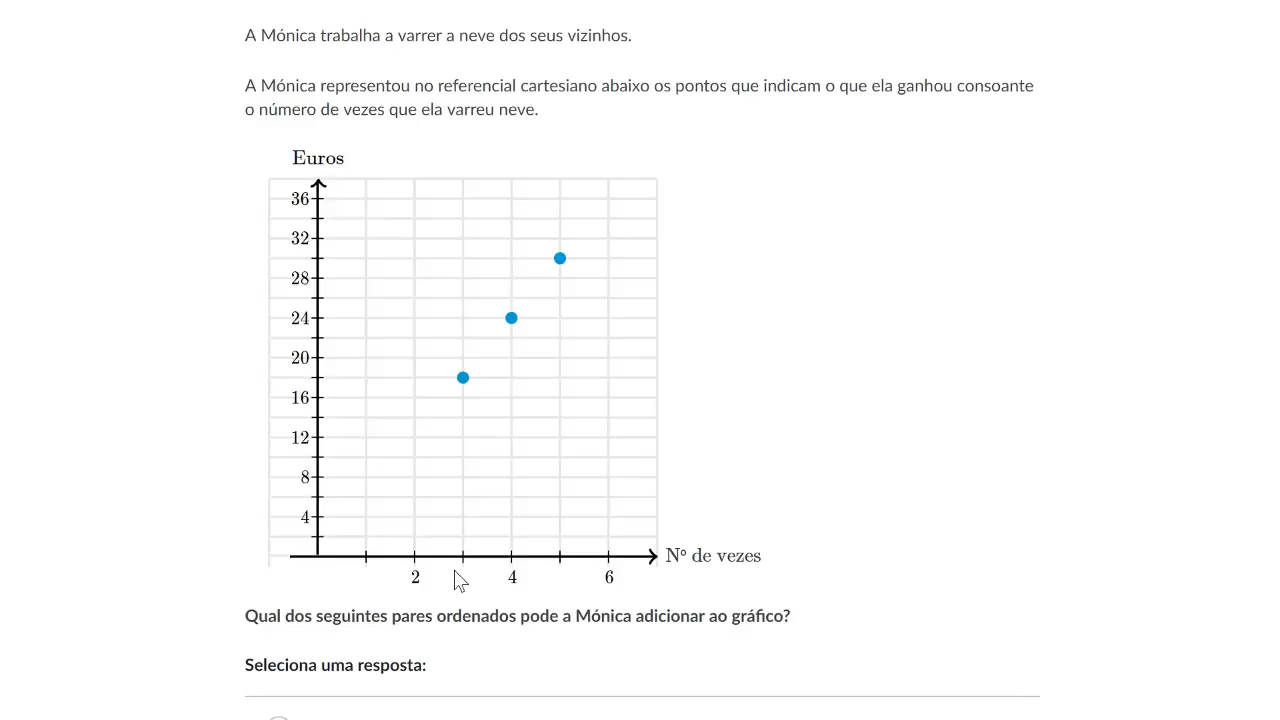 A Mónica trabalha a varrer a neve dos seus vizinhos.
A Mónica representou no referencial cartesiano abaixo os pontos que indicam o que ela ganhou consoante
o número de vezes que ela varreu neve.
Euros
36
32
28
24
20
16
12
8
4
2
4
6
Nº de vezes
Qual dos seguintes pares ordenados pode a Mónica adicionar ao gráfico?
Seleciona uma resposta: